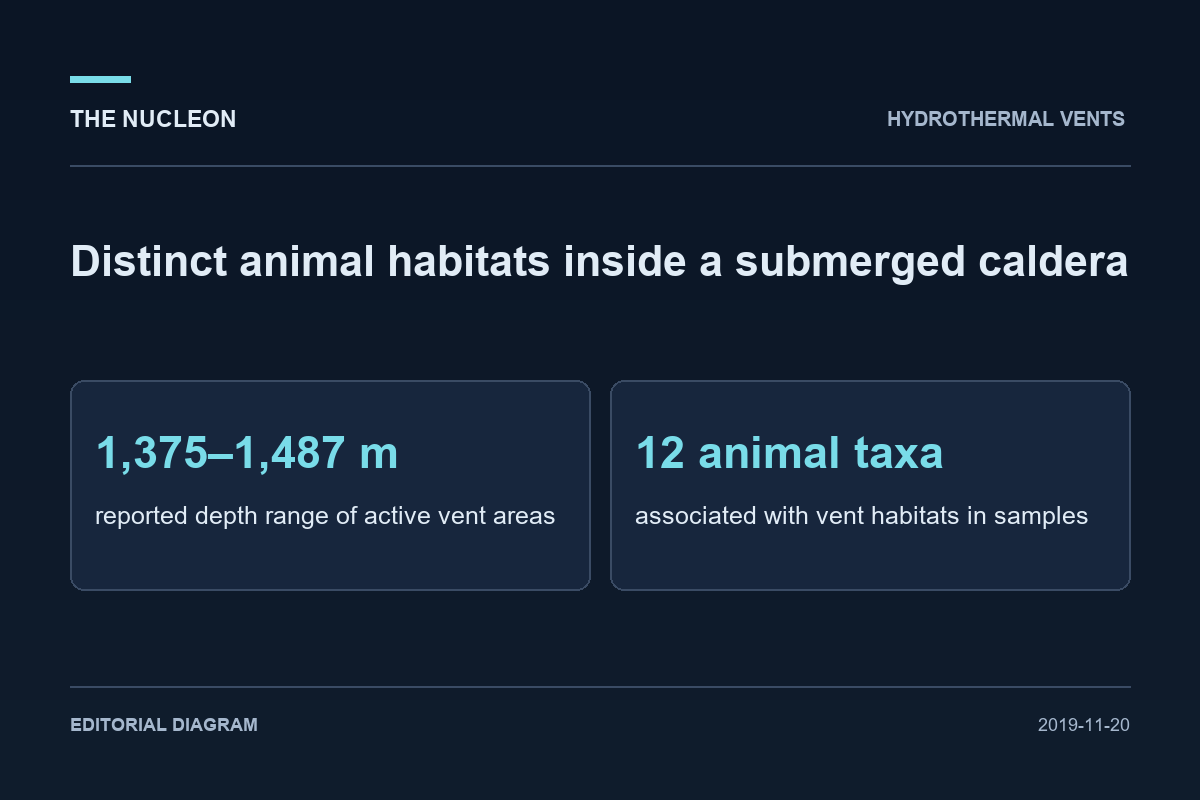 THE NUCLEON
HYDROTHERMAL VENTS
Distinct animal habitats inside a submerged caldera
1,375–1,487 m
reported depth range of active vent areas
12 animal taxa
associated with vent habitats in samples
EDITORIAL DIAGRAM
2019-11-20